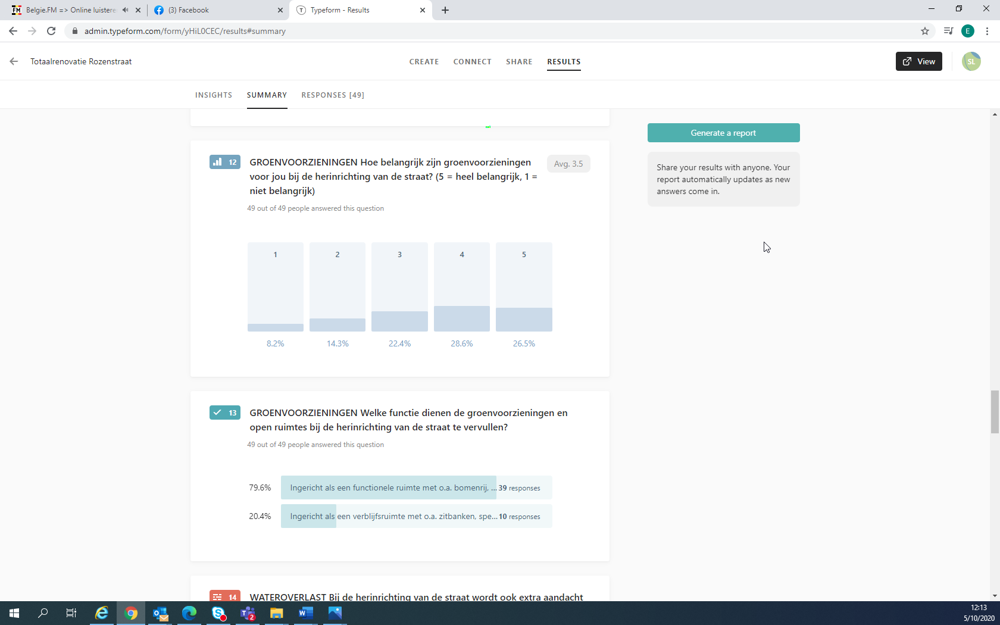 Belgie.FM => Online luistere
(3) Facebook
Typeform - Results
admin.typeform.com/form/yHiL0CEC/results#summary
E
Totaalrenovatie Rozenstraat
CREATE
CONNECT
SHARE
RESULTS
View
SL
INSIGHTS
SUMMARY
RESPONSES [49]
Generate a report
Share your results with anyone. Your
report automatically updates as new
answers come in.
12
GROENVOORZIENINGEN Hoe belangrijk zijn groenvoorzieningen
voor jou bij de herinrichting van de straat? (5 = heel belangrijk, 1 =
niet belangrijk)
Avg. 3.5
49 out of 49 people answered this question
1 2 3 4 5
8.2% 14.3% 22.4% 28.6% 26.5%
13
GROENVOORZIENINGEN Welke functie dienen de groenvoorzieningen en
open ruimtes bij de herinrichting van de straat te vervullen?
49 out of 49 people answered this question
79.6% Ingericht als een functionele ruimte met o.a. bomenrij, ... 39 responses
20.4% Ingericht als een verblijfsruimte met o.a. zitbanken, spe... 10 responses
14
WATEROVERLAST Bij de herinrichting van de straat wordt ook extra aandacht
12:13
5/10/2020